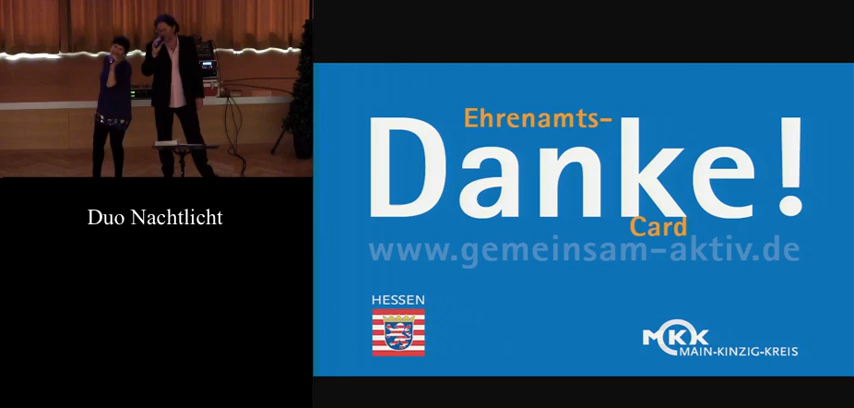 Duo Nachtlicht
Ehrenamts-
Danke!
Card
www.gemeinsam-aktiv.de
HESSEN
MKK
MAIN-KINZIG-KREIS